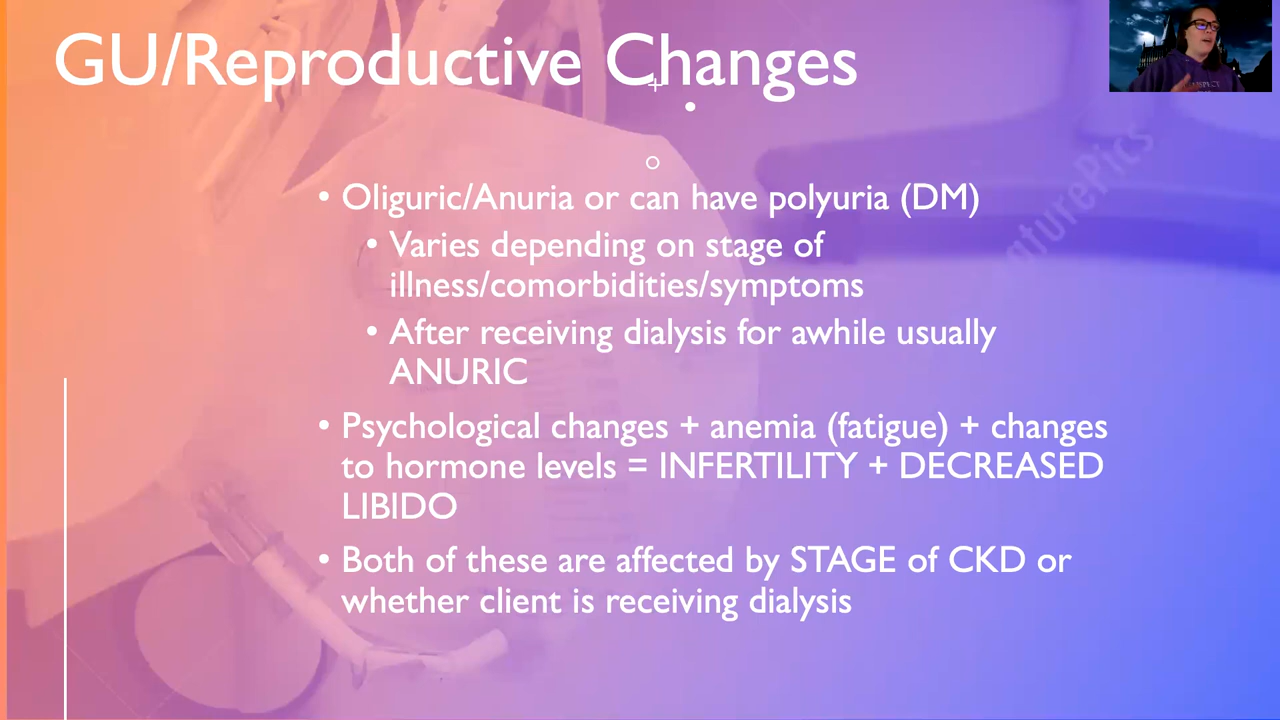 GU/Reproductive Changes
• Oliguric/Anuria or can have polyuria (DM)
• Varies depending on stage of
illness/comorbidities/symptoms
• After receiving dialysis for awhile usually
ANURIC
• Psychological changes + anemia (fatigue) + changes
to hormone levels = INFERTILITY + DECREASED
LIBIDO
• Both of these are affected by STAGE of CKD or
whether client is receiving dialysis